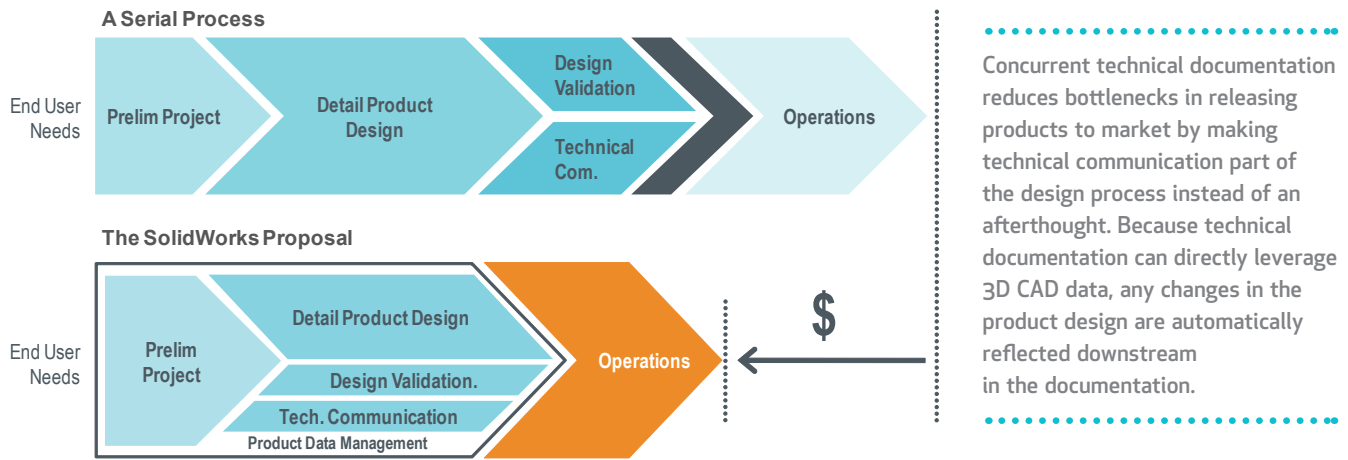 A Serial Process
End User
Needs
Prelim Project
Detail Product
Design
Design
Validation
Technical
Com.
Operations
The SolidWorks Proposal
End User
Needs
Prelim
Project
Detail Product Design
Design Validation.
Tech. Communication
Product Data Management
Operations
$
Concurrent technical documentation
reduces bottlenecks in releasing
products to market by making
technical communication part of
the design process instead of an
afterthought. Because technical
documentation can directly leverage
3D CAD data, any changes in the
product design are automatically
reflected downstream
in the documentation.